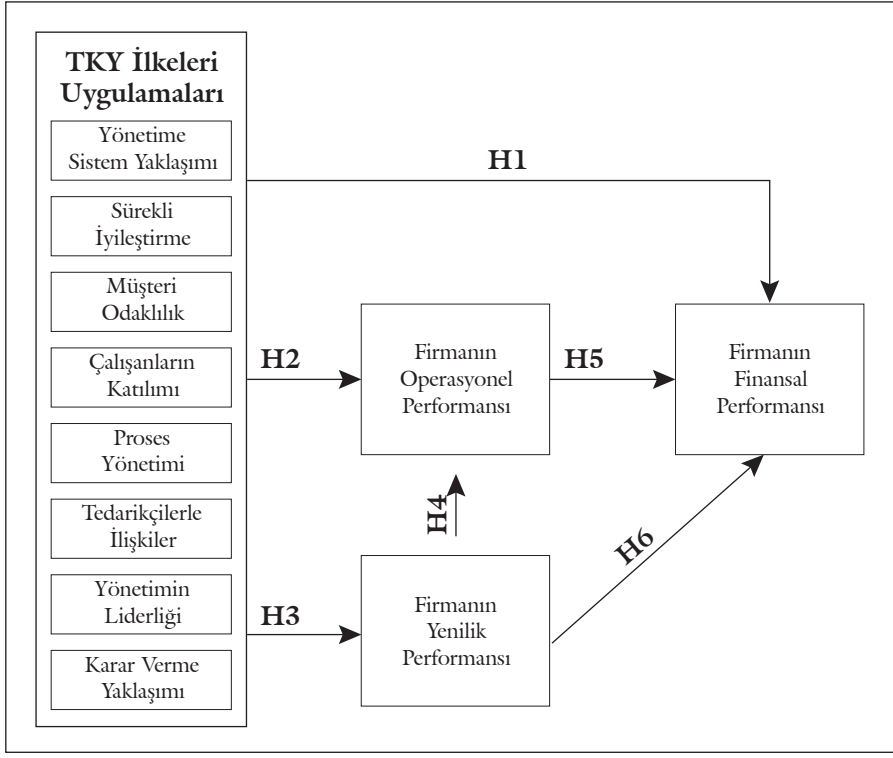 TKY İlkeleri
Uygulamaları
Yönetime
Sistem Yaklaşımı
Sürekli
İyileştirme
Müşteri
Odaklılık
Çalışanların
Katılımı
Proses
Yönetimi
Tedarikçilerle
İlişkiler
Yönetimin
Liderliği
Karar Verme
Yaklaşımı
H1
H2
Firmanın
Operasyonel
Performansı
H5
Firmanın
Finansal
Performansı
H4
H6
H3
Firmanın
Yenilik
Performansı